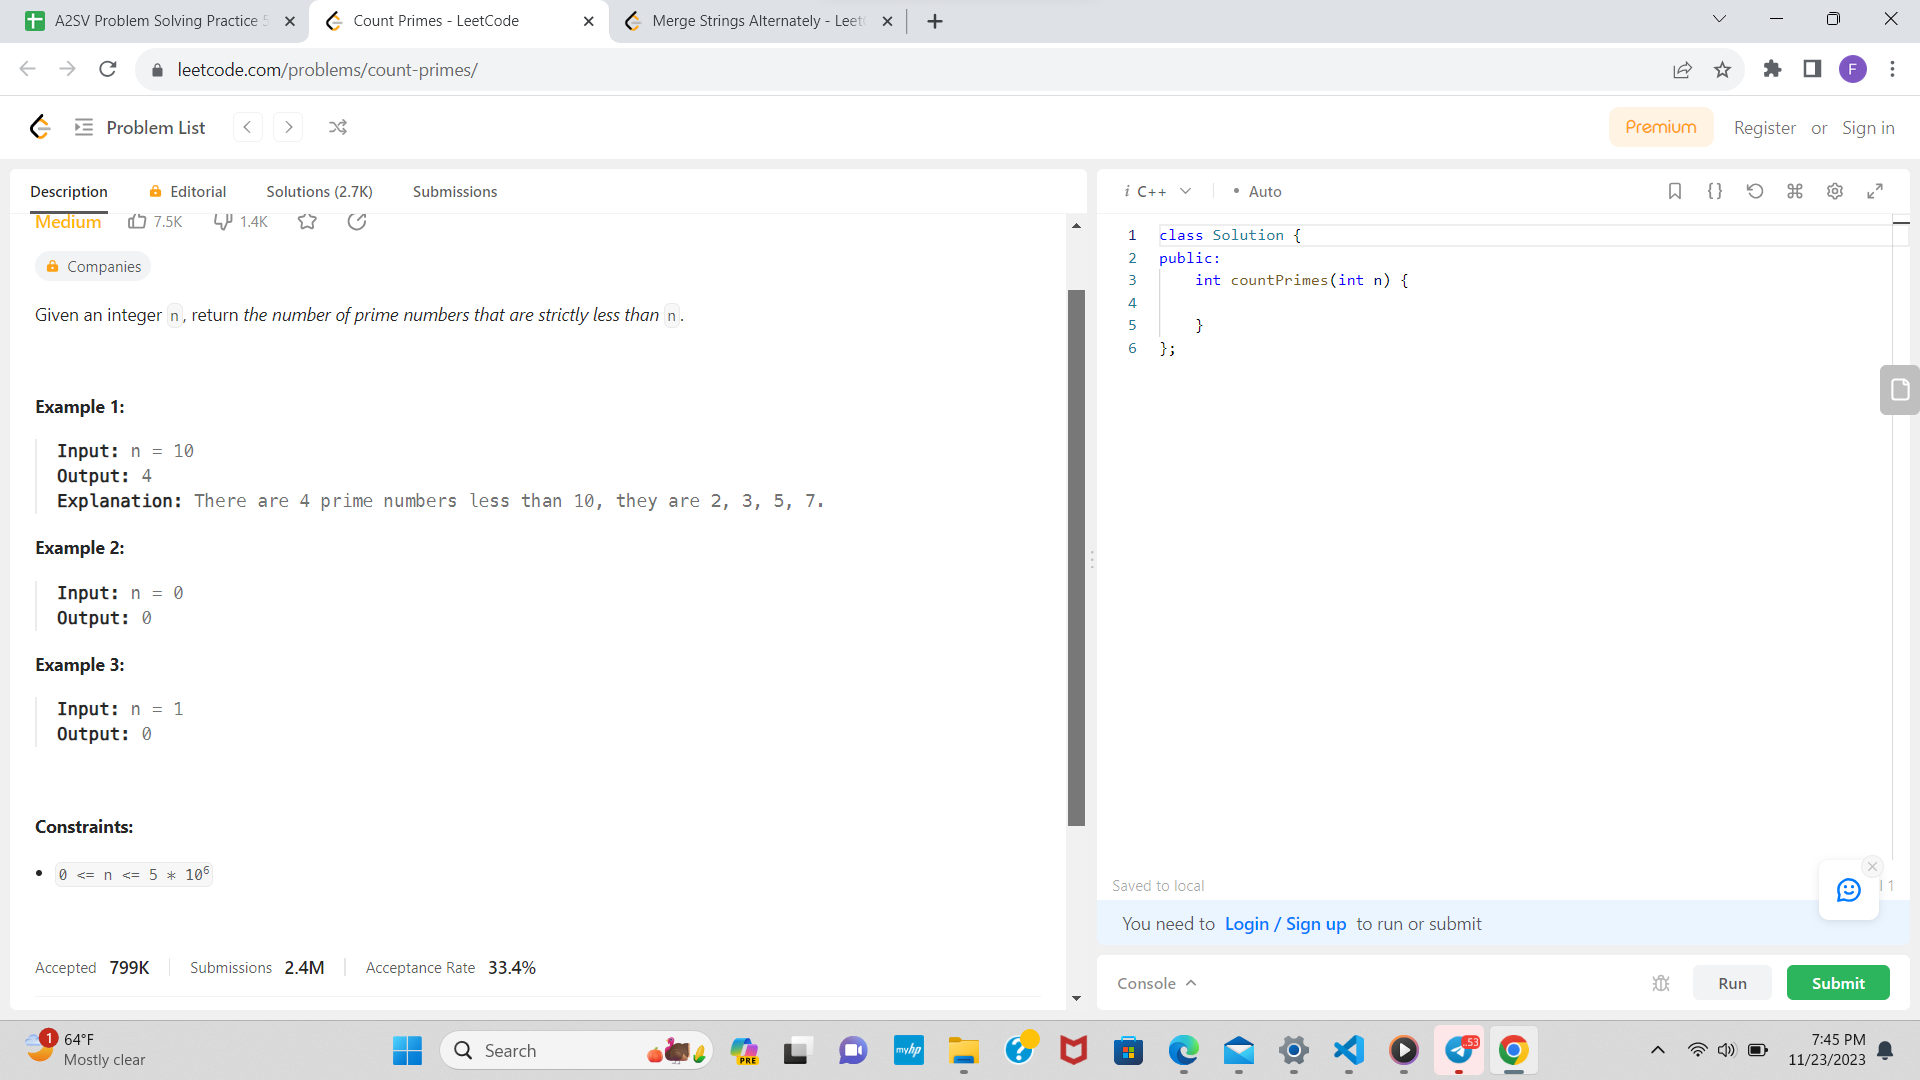 A2SV Problem Solving Practice
Count Primes - LeetCode
Merge Strings Alternately - Leet
leetcode.com/problems/count-primes/
F
Problem List
Premium
Register or Sign in
Description
Editorial
Solutions (2.7K)
Submissions
Medium
7.5K
1.4K
Companies
Given an integer n, return the number of prime numbers that are strictly less than n.
Example 1:
Input: n = 10
Output: 4
Explanation: There are 4 prime numbers less than 10, they are 2, 3, 5, 7.
Example 2:
Input: n = 0
Output: 0
Example 3:
Input: n = 1
Output: 0
Constraints:
• 0 <= n <= 5 * 10⁶
Accepted 799K
Submissions 2.4M
Acceptance Rate 33.4%
i C++
• Auto
1 class Solution {
2 public:
3 int countPrimes(int n) {
4
5 }
6 };
Saved to local
l 1
You need to Login / Sign up to run or submit
Console
Run
Submit
1
64°F
Mostly clear
Search
PRE
myhp
?
53
7:45 PM
11/23/2023